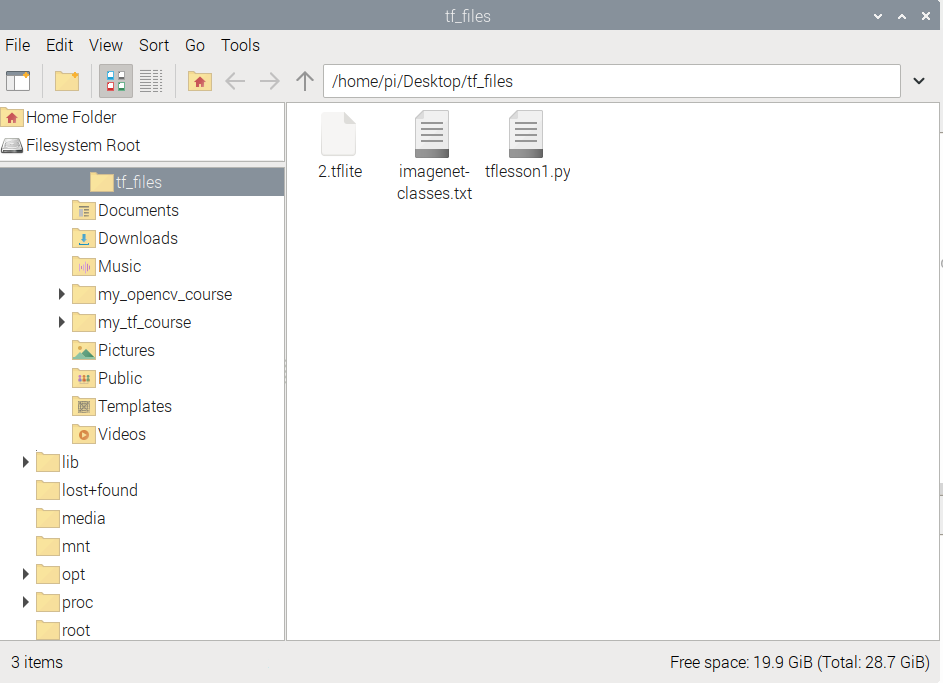 tf_files
File Edit View Sort Go Tools
/home/pi/Desktop/tf_files
Home Folder
Filesystem Root
tf_files
Documents
Downloads
Music
my_opencv_course
my_tf_course
Pictures
Public
Templates
Videos
lib
lost+found
media
mnt
opt
proc
root
2.tflite
imagenet-
classes.txt
tflesson1.py
3 items
Free space: 19.9 GiB (Total: 28.7 GiB)